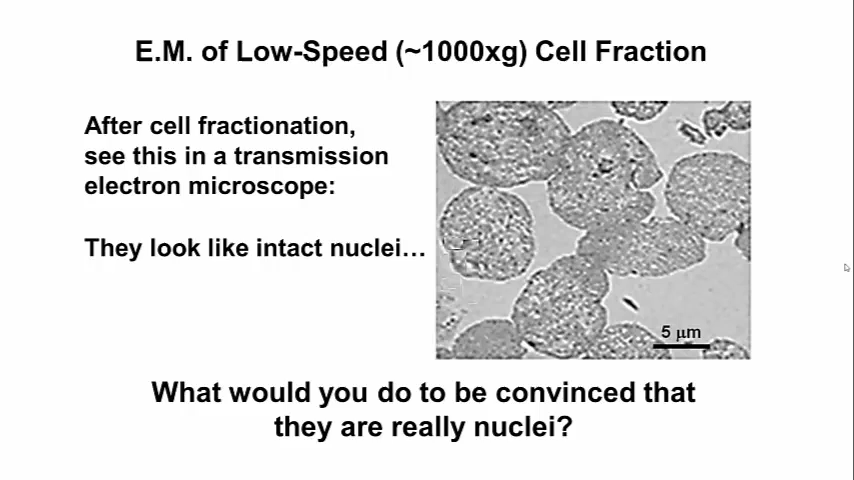 E.M. of Low-Speed (~1000xg) Cell Fraction
After cell fractionation,
see this in a transmission
electron microscope:
They look like intact nuclei…
5 μm
What would you do to be convinced that
they are really nuclei?